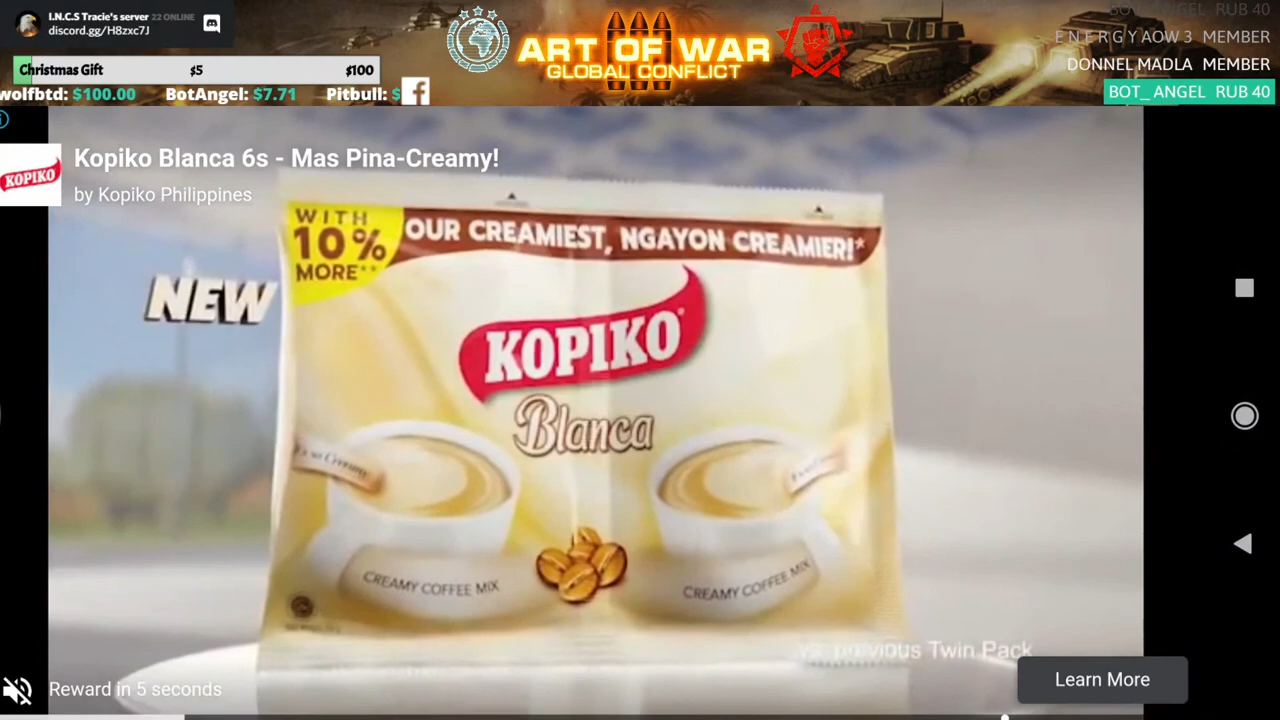 I.N.C.S Tracie's server 22 ONLINE
discord.gg/H8zxc7J
Christmas Gift $5 $100
wolfbtd: $100.00 BotAngel: $7.71 Pitbull: $
ART OF WAR
GLOBAL CONFLICT
BOT_ANGEL RUB 40
E N E R G Y AOW 3 MEMBER
DONNEL MADLA MEMBER
BOT_ ANGEL RUB 40
KOPIKO
Kopiko Blanca 6s - Mas Pina-Creamy!
by Kopiko Philippines
WITH
10%
MORE**
OUR CREAMIEST, NGAYON CREAMIER!*
NEW
KOPIKO
Blanca
CREAMY COFFEE MIX
CREAMY COFFEE MIX
previous Twin Pack
Reward in 5 seconds
Learn More